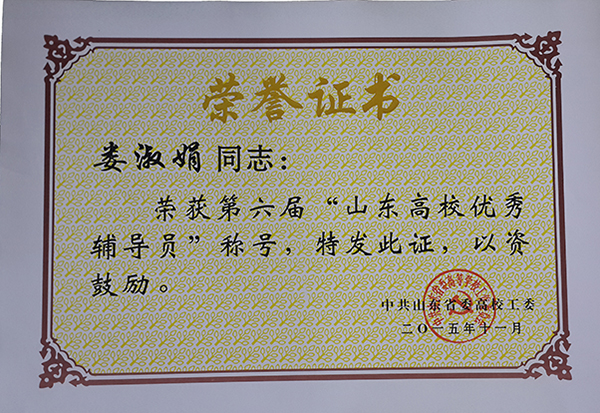 荣誉证书
娄淑娟 同志：
荣获第六届“山东高校优秀
辅导员”称号，特发此证，以资
鼓励。
中共山东省委高校工委
二〇一五年十一月